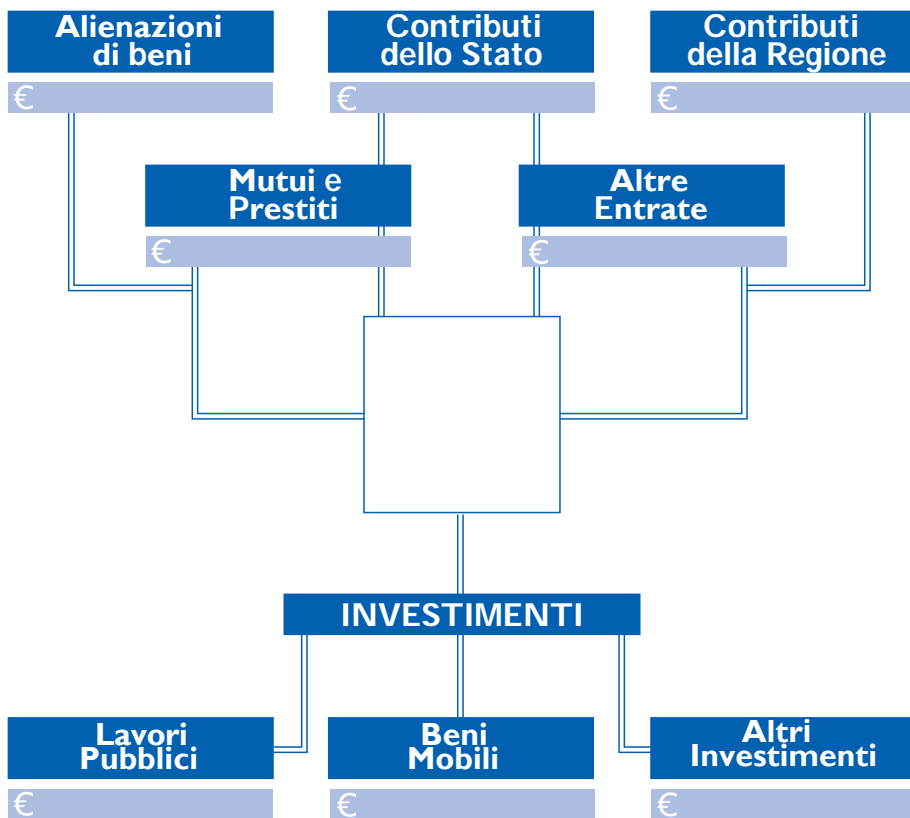 Alienazioni
di beni
€
Contributi
dello Stato
€
Contributi
della Regione
€
Mutui e
Prestiti
€
Altre
Entrate
€
INVESTIMENTI
Lavori
Pubblici
€
Beni
Mobili
€
Altri
Investimenti
€